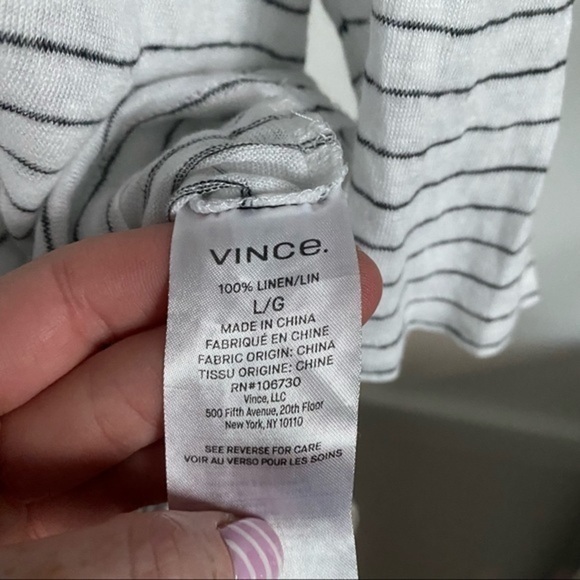 VINCE.
100% LINEN/LIN
L/G
MADE IN CHINA
FABRIQUÉ EN CHINE
FABRIC ORIGIN: CHINA
TISSU ORIGINE: CHINE
RN#106730
Vince, LLC
500 Fifth Avenue, 20th Floor
New York, NY 10110
SEE REVERSE FOR CARE
VOIR AU VERSO POUR LES SOINS